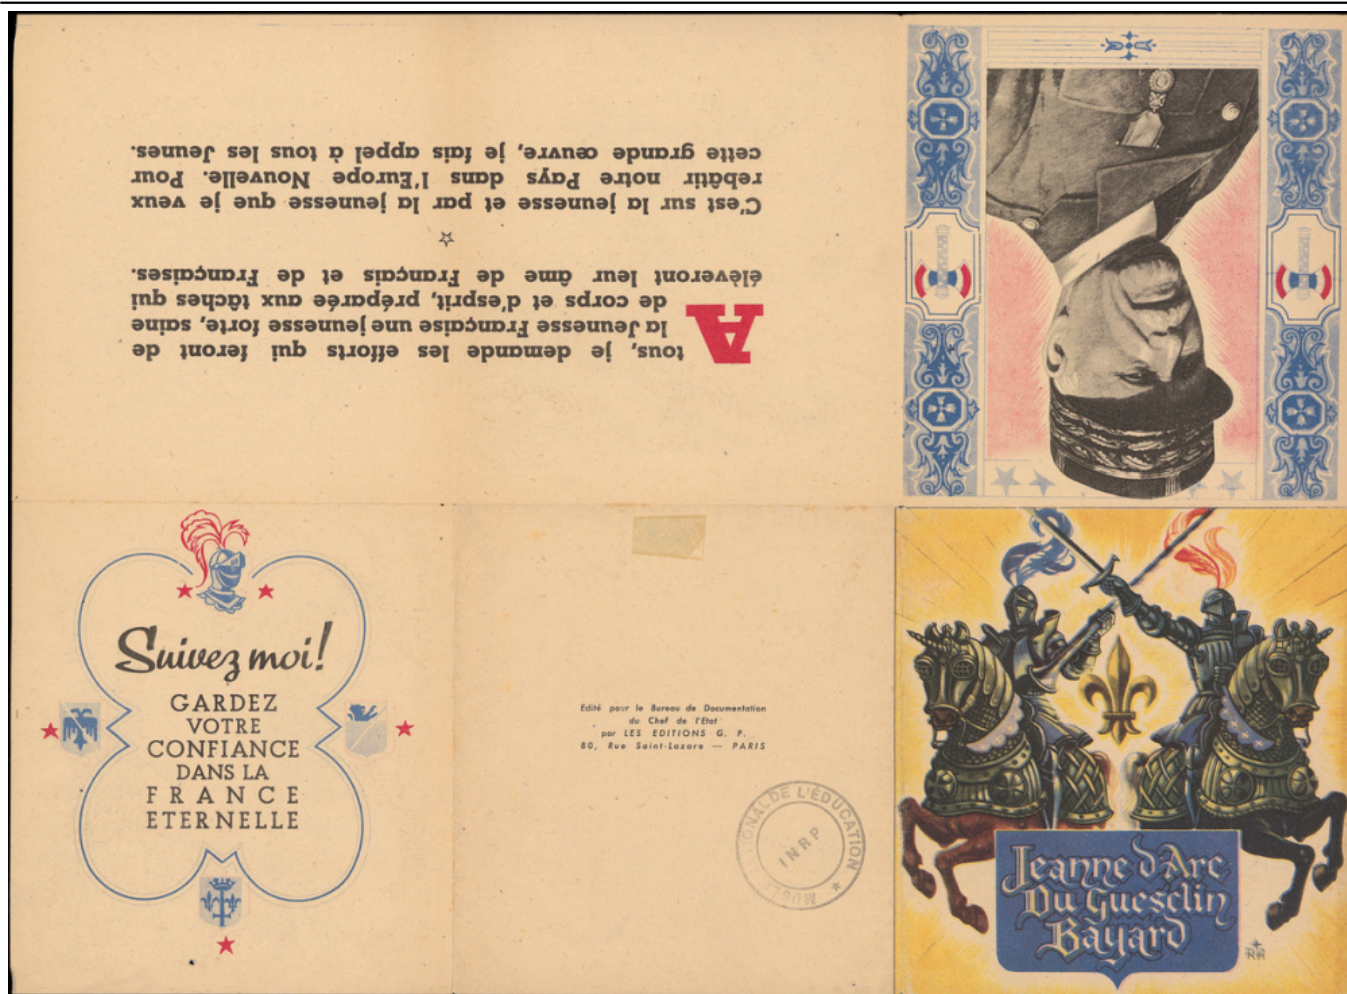 A tous, je demande les efforts qui feront de
la Jeunesse Française une jeunesse forte, saine
de corps et d'esprit, préparée aux tâches qui
élèveront leur âme de Français et de Françaises.
C'est sur la jeunesse et par la jeunesse que je veux
rebâtir notre Pays dans l'Europe Nouvelle. Pour
cette grande œuvre, je fais appel à tous les Jeunes.
Suivez moi!
GARDEZ
VOTRE
CONFIANCE
DANS LA
FRANCE
ETERNELLE
Edité pour le Bureau de Documentation
du Chef de l'Etat
par LES EDITIONS G. P.
80, Rue Saint-Lazare — PARIS
NATIONAL DE L'ÉDUCATION
INRP
Jeanne d'Arc
Du Guesclin
Bayard